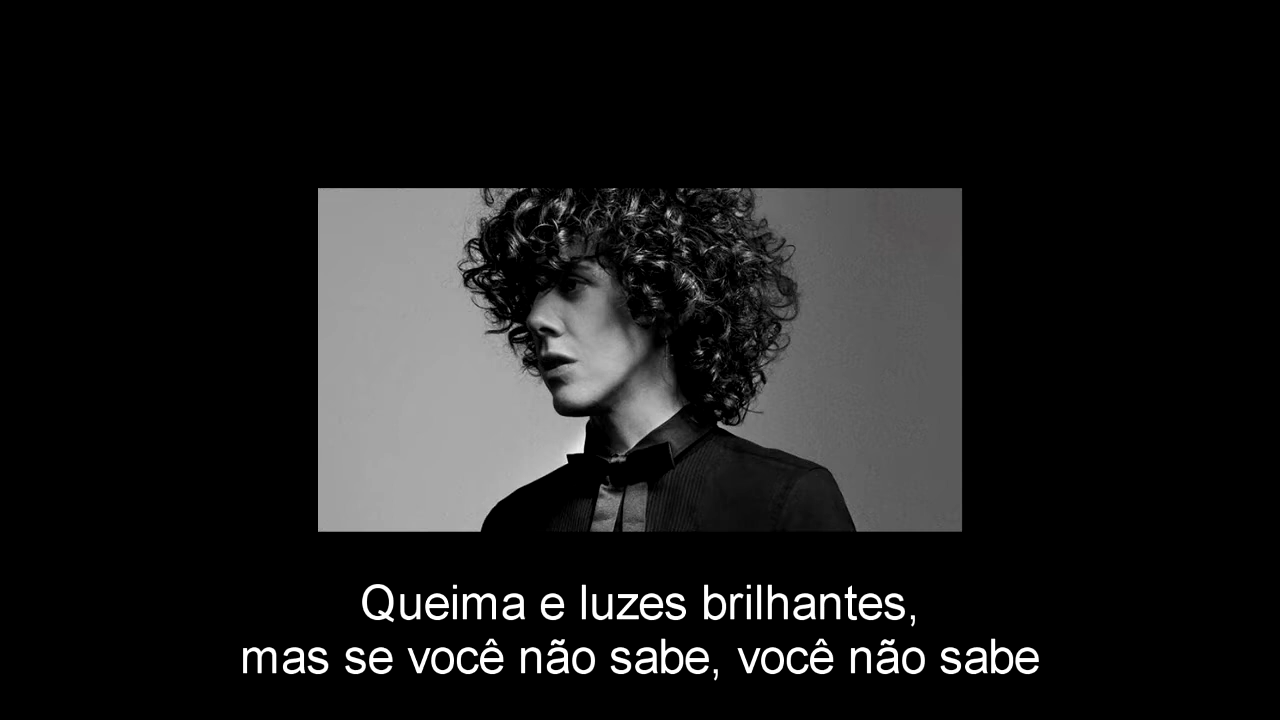 Queima e luzes brilhantes,
mas se você não sabe, você não sabe